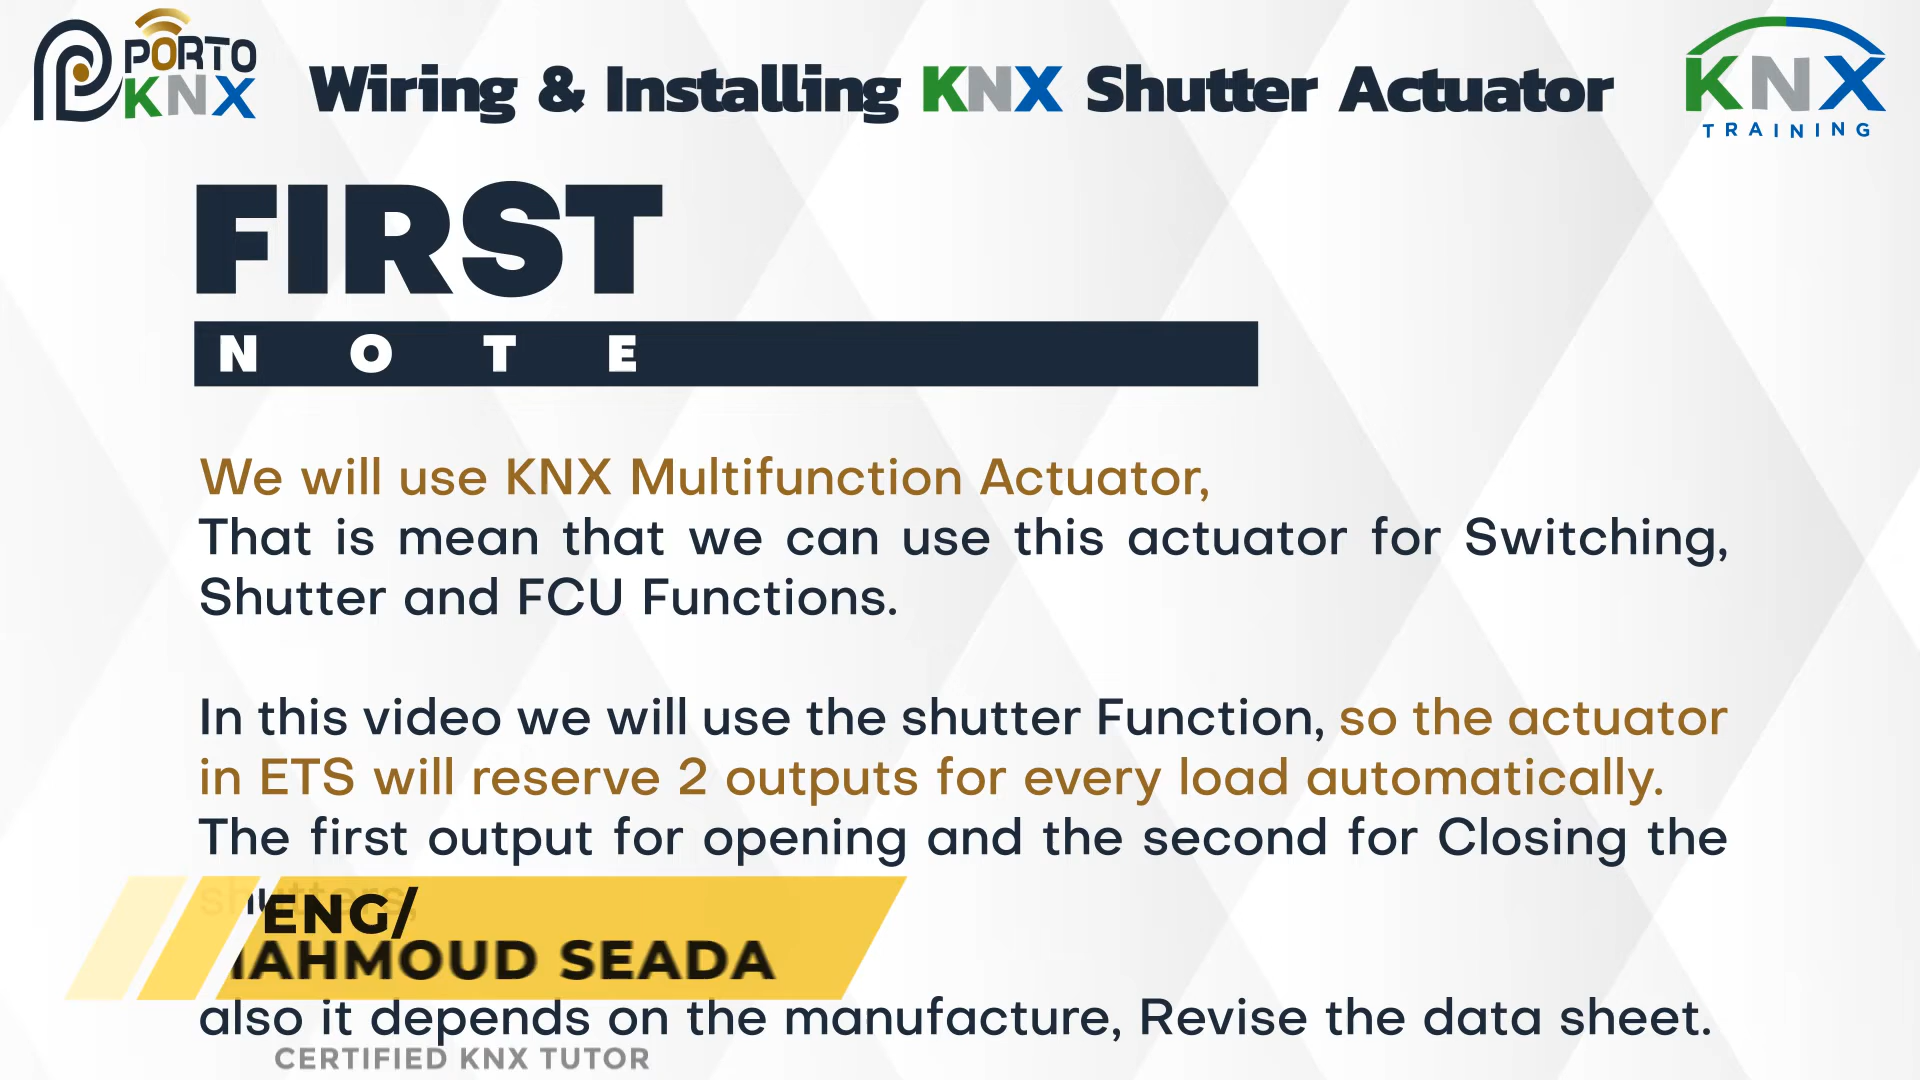 PORTO
KNX
Wiring & Installing KNX Shutter Actuator
KNX
TRAINING
FIRST
NOTE
We will use KNX Multifunction Actuator,
That is mean that we can use this actuator for Switching,
Shutter and FCU Functions.
In this video we will use the shutter Function, so the actuator
in ETS will reserve 2 outputs for every load automatically.
The first output for opening and the second for Closing the
shutters,
ENG/
MAHMOUD SEADA
also it depends on the manufacture, Revise the data sheet.
CERTIFIED KNX TUTOR